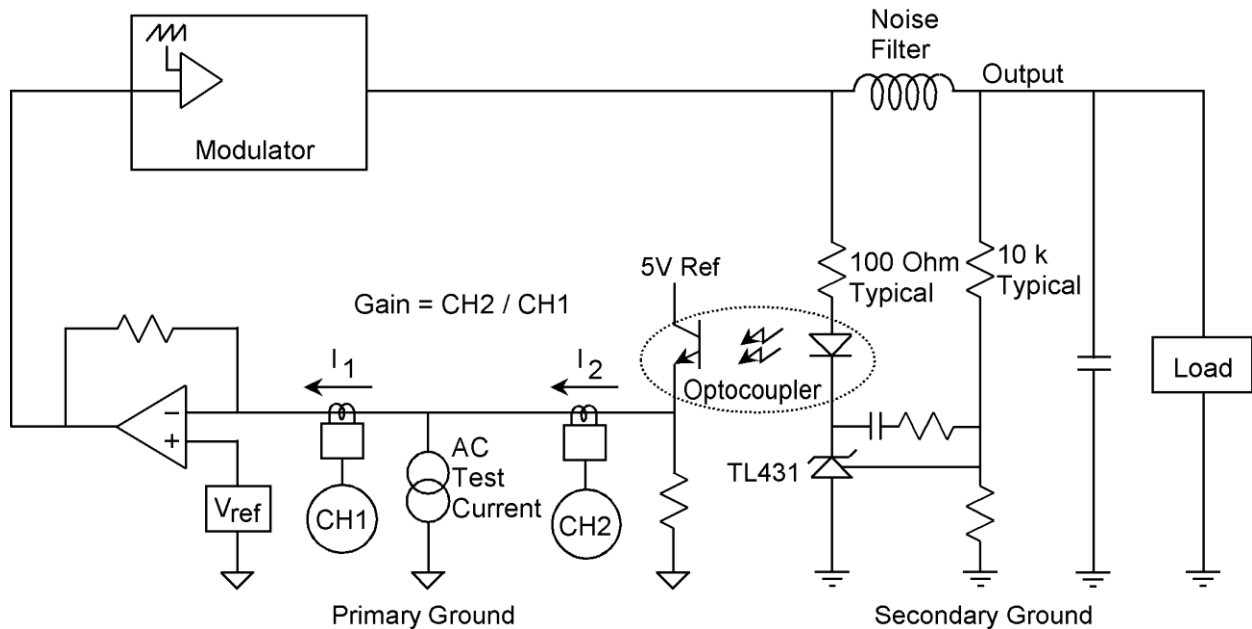 Noise
Filter
Output
Modulator
5V Ref
100 Ohm
Typical
10 k
Typical
Gain = CH2 / CH1
I1
I2
Optocoupler
Load
−
+
AC
Test
Current
TL431
Vref
CH1
CH2
Primary Ground
Secondary Ground